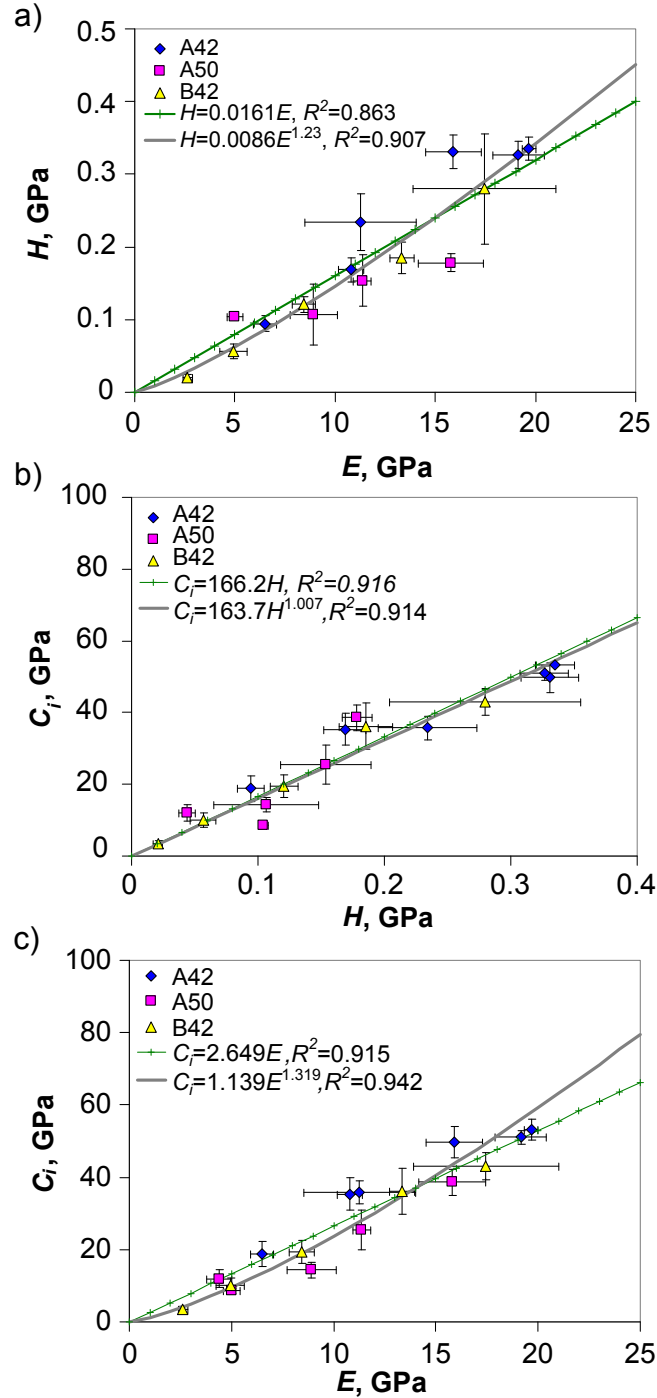 a)
0.5
0.4
0.3
0.2
0.1
0
H, GPa
A42
A50
B42
H=0.0161E, R²=0.863
H=0.0086E^1.23, R²=0.907
0 5 10 15 20 25
E, GPa
b)
100
80
60
40
20
0
Cᵢ, GPa
A42
A50
B42
Cᵢ=166.2H, R²=0.916
Cᵢ=163.7H^1.007,R²=0.914
0 0.1 0.2 0.3 0.4
H, GPa
c)
100
80
60
40
20
0
Cᵢ, GPa
A42
A50
B42
Cᵢ=2.649E,R²=0.915
Cᵢ=1.139E^1.319,R²=0.942
0 5 10 15 20 25
E, GPa